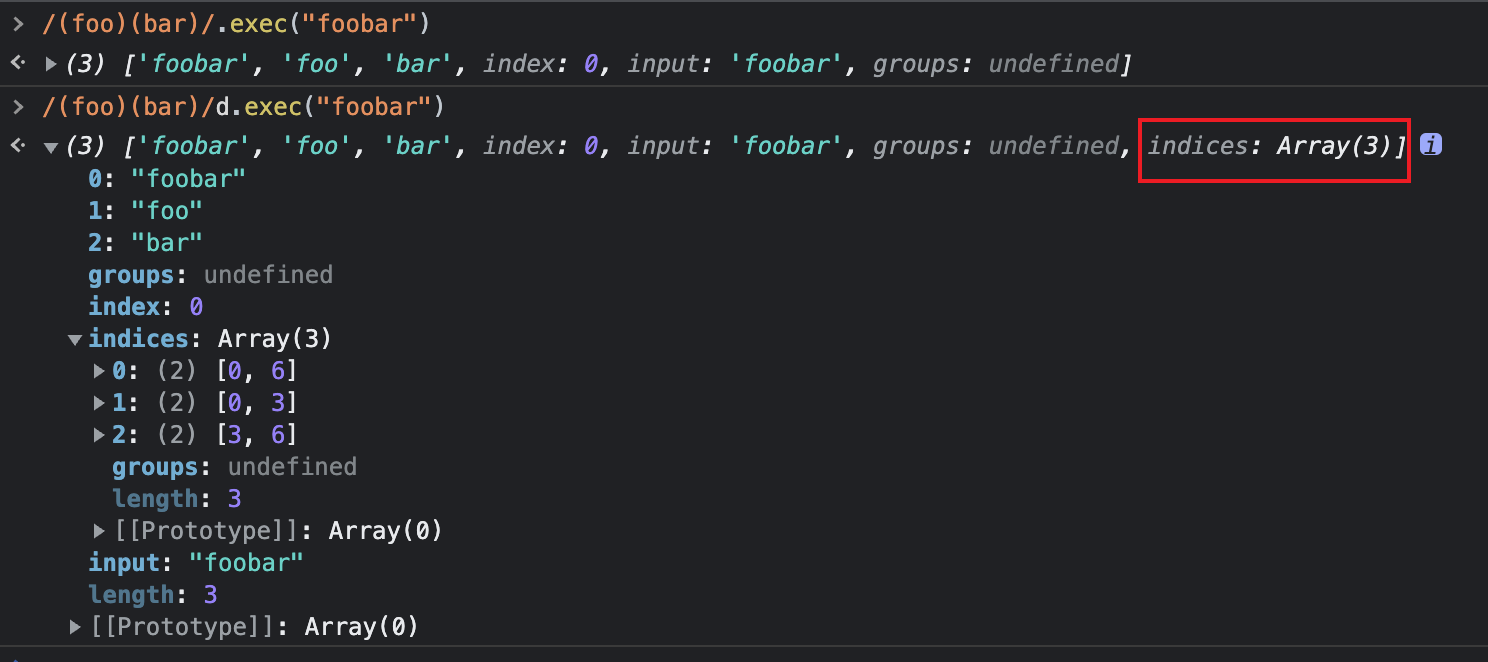 > /(foo)(bar)/.exec("foobar")
<· ▶ (3) ['foobar', 'foo', 'bar', index: 0, input: 'foobar', groups: undefined]
> /(foo)(bar)/d.exec("foobar")
<· ▼ (3) ['foobar', 'foo', 'bar', index: 0, input: 'foobar', groups: undefined, indices: Array(3)] i
0: "foobar"
1: "foo"
2: "bar"
groups: undefined
index: 0
▼ indices: Array(3)
▶ 0: (2) [0, 6]
▶ 1: (2) [0, 3]
▶ 2: (2) [3, 6]
groups: undefined
length: 3
▶ [[Prototype]]: Array(0)
input: "foobar"
length: 3
▶ [[Prototype]]: Array(0)